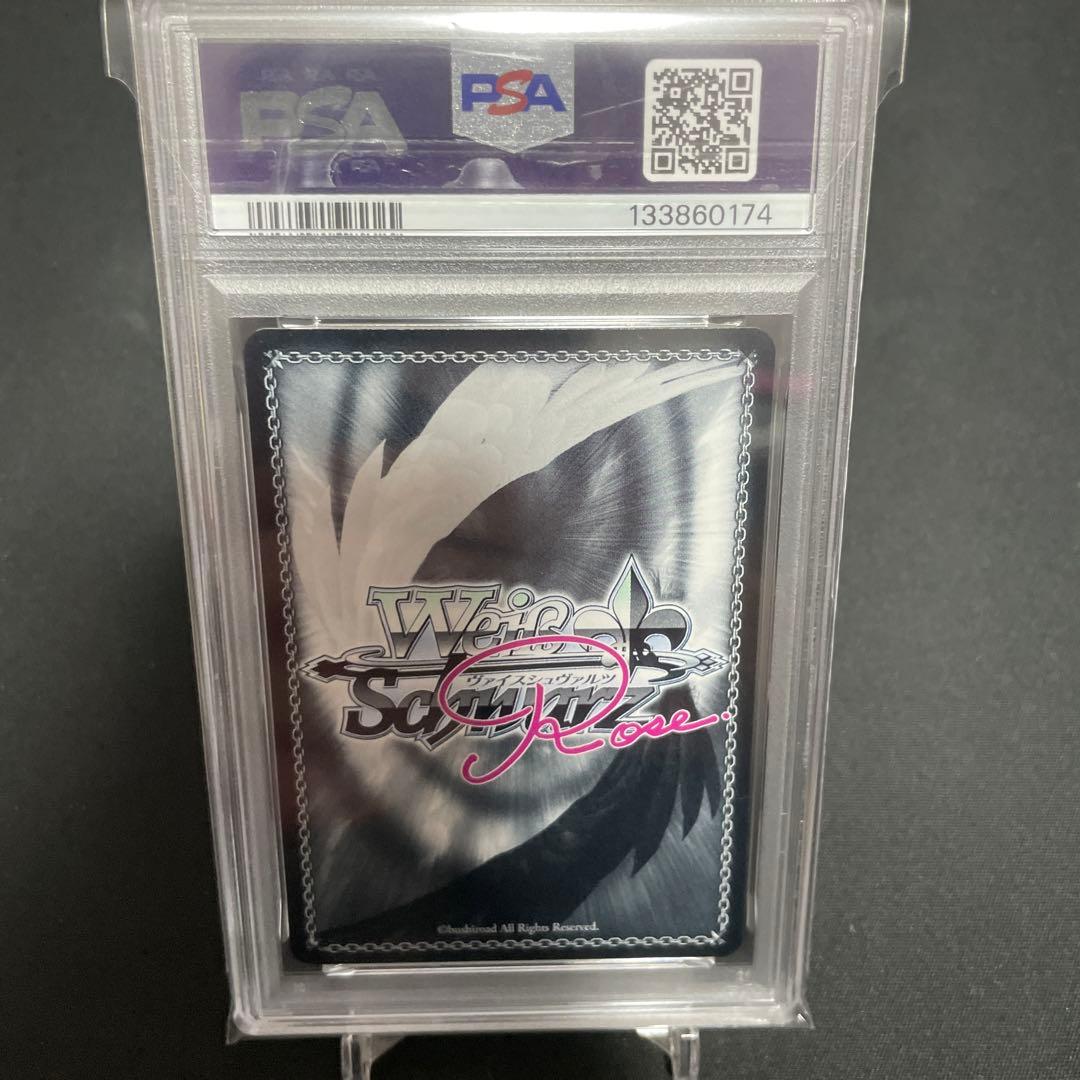 PSA
PSA
133860174
Weiß
ヴァイスシュヴァルツ
Schwarz
Rose.
©bushiroad All Rights Reserved.